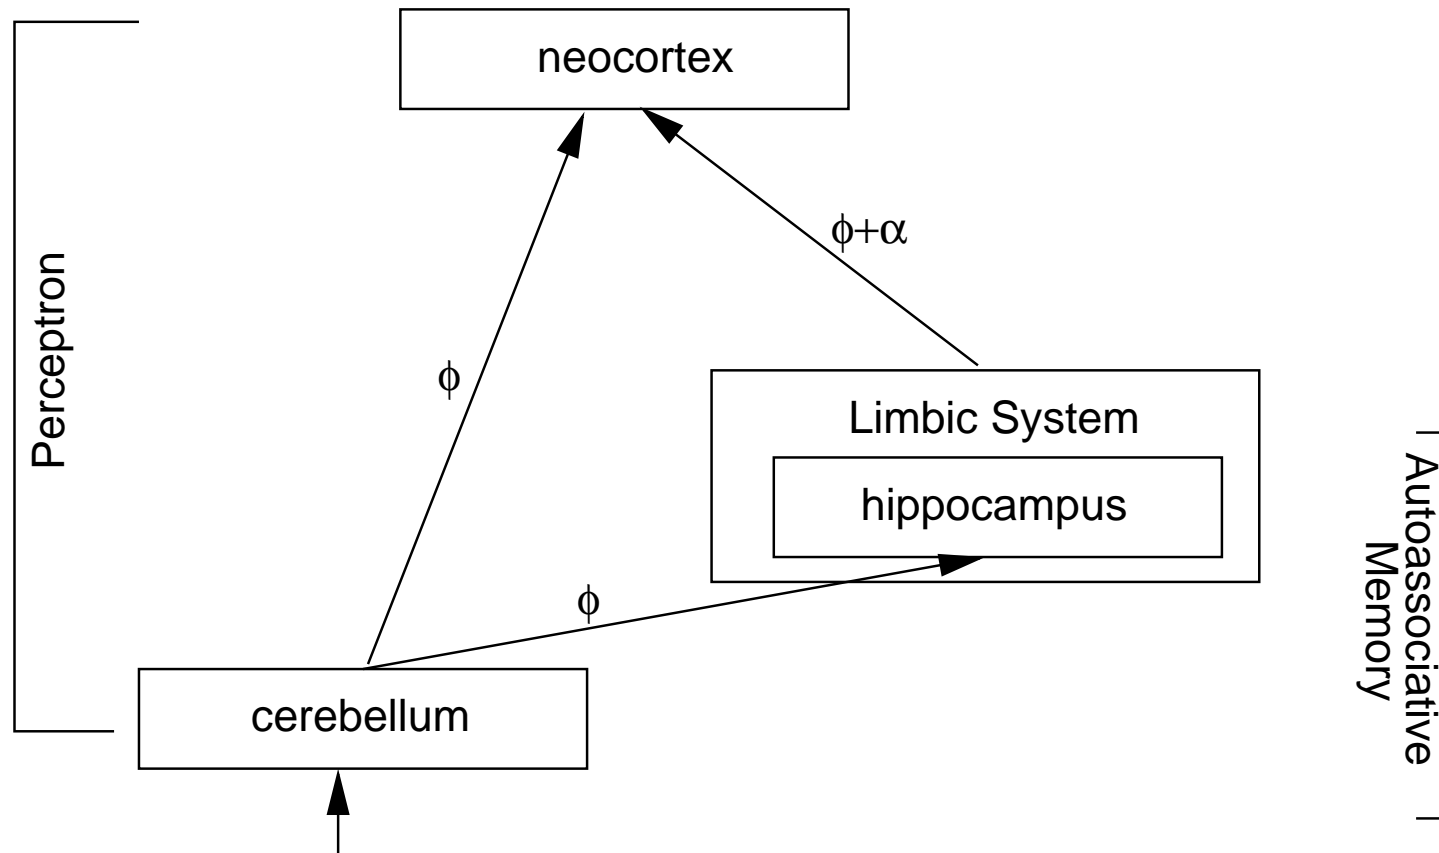 neocortex
ϕ+α
Perceptron
ϕ
Limbic System
hippocampus
Autoassociative
Memory
ϕ
cerebellum